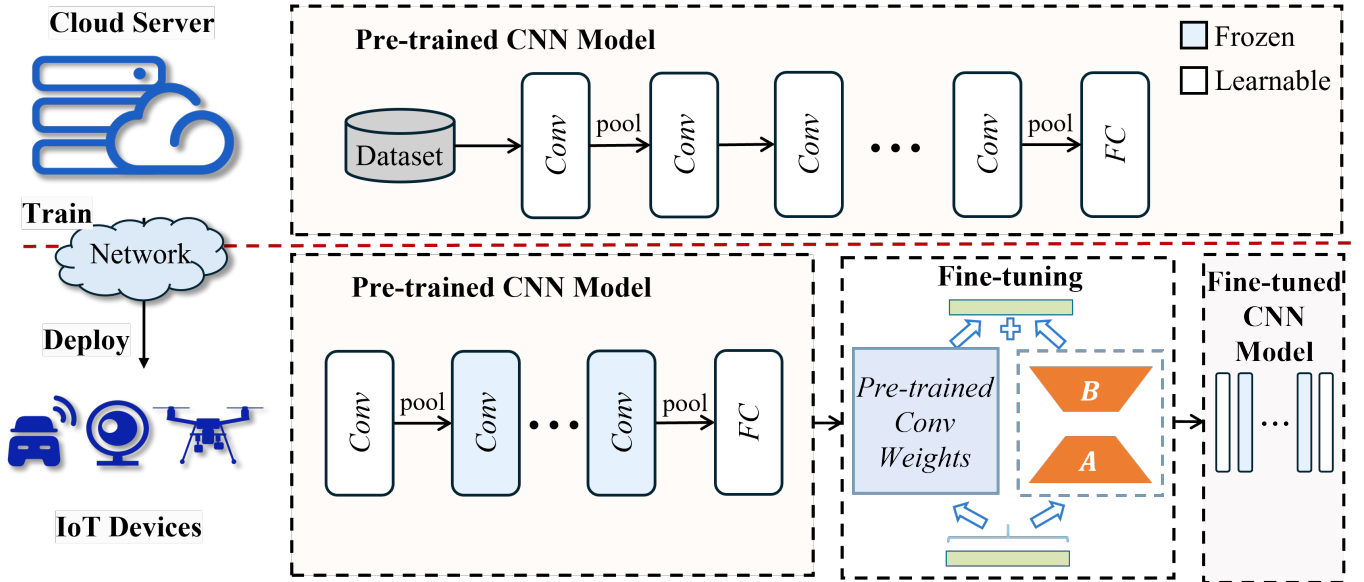 Cloud Server
Train
Network
Deploy
IoT Devices
Pre-trained CNN Model
Frozen
Learnable
Dataset
Conv
pool
Conv
Conv
...
Conv
pool
FC
Pre-trained CNN Model
Conv
pool
Conv
...
Conv
pool
FC
Fine-tuning
+
Pre-trained
Conv
Weights
B
A
Fine-tuned
CNN
Model
...